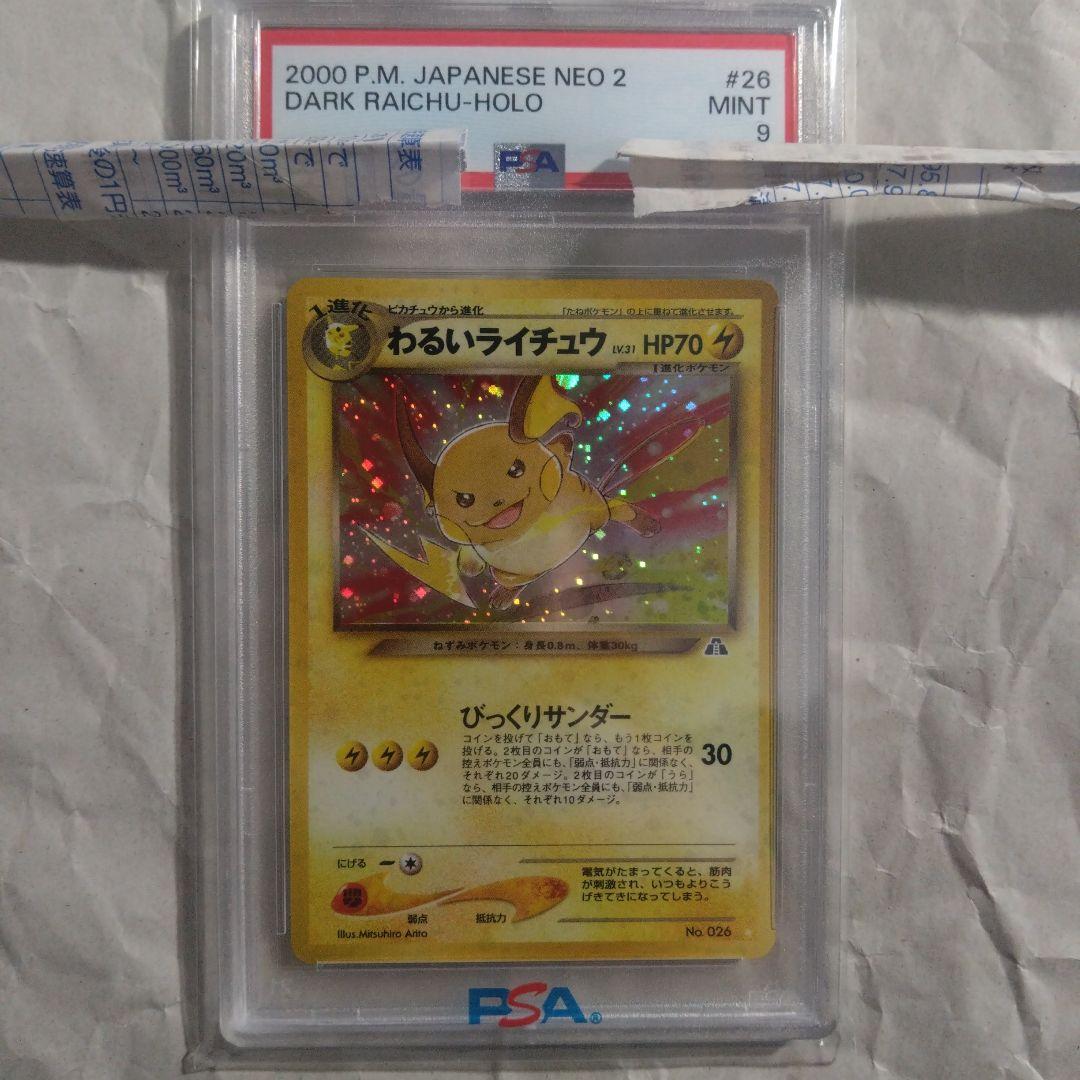 2000 P.M. JAPANESE NEO 2 #26
DARK RAICHU-HOLO MINT
9
PSA
1進化
ピカチュウから進化 「たねポケモン」の上に重ねて進化させます。
わるいライチュウ LV.31 HP70
1進化ポケモン
ねずみポケモン:身長0.8m、体重30kg
びっくりサンダー
コインを投げて「おもて」なら、もう1枚コインを
投げる。2枚目のコインが「おもて」なら、相手の
控えポケモン全員にも、「弱点・抵抗力」に関係なく、
それぞれ20ダメージ。2枚目のコインが「うら」
なら、相手の控えポケモン全員にも、「弱点・抵抗力」
に関係なく、それぞれ10ダメージ。
30
にげる
弱点 抵抗力
電気がたまってくると、筋肉
が刺激され、いつもよりこう
げきてきになってしまう。
Illus.Mitsuhiro Arita No. 026
PSA®